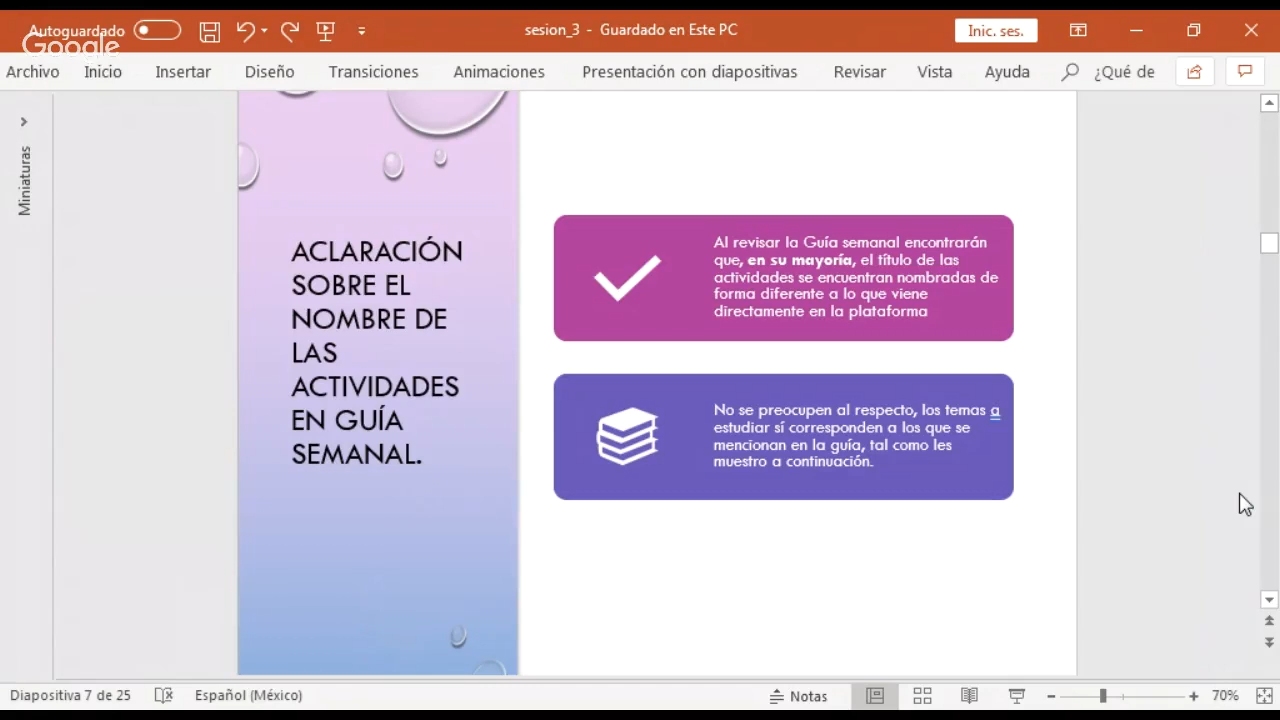 Autoguardado
Google
sesion_3 - Guardado en Este PC
Inic. ses.
Archivo Inicio Insertar Diseño Transiciones Animaciones Presentación con diapositivas Revisar Vista Ayuda ¿Qué de
Miniaturas
ACLARACIÓN
SOBRE EL
NOMBRE DE
LAS
ACTIVIDADES
EN GUÍA
SEMANAL.
Al revisar la Guía semanal encontrarán
que, en su mayoría, el título de las
actividades se encuentran nombradas de
forma diferente a lo que viene
directamente en la plataforma
No se preocupen al respecto, los temas a
estudiar sí corresponden a los que se
mencionan en la guía, tal como les
muestro a continuación.
Diapositiva 7 de 25 Español (México) Notas 70%